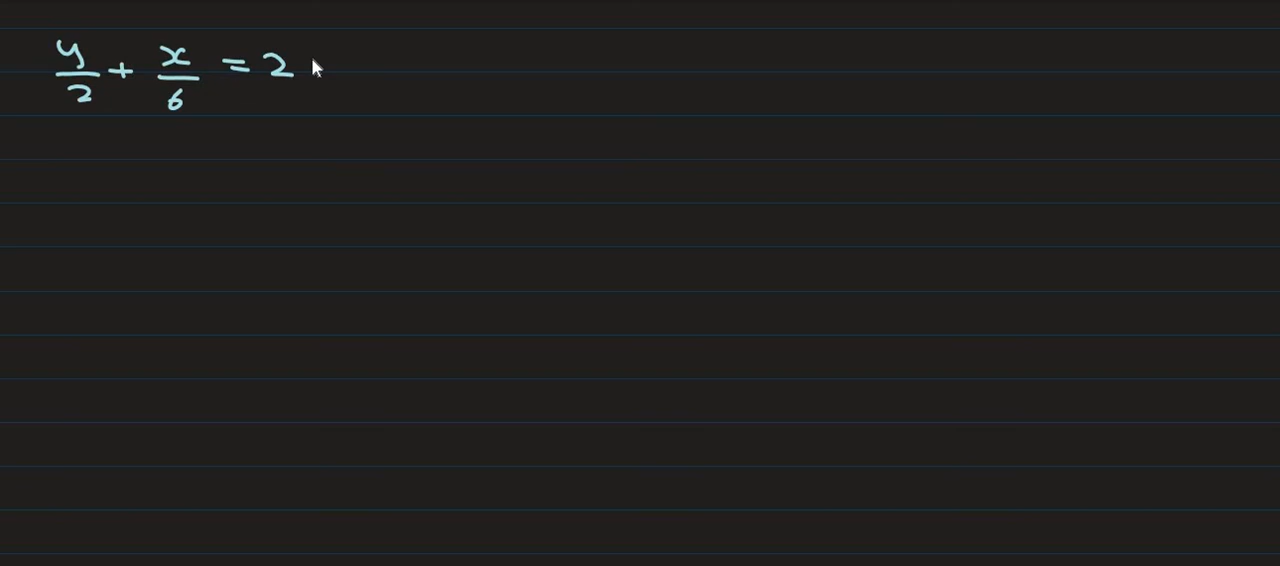 y/2 + x/6 = 2